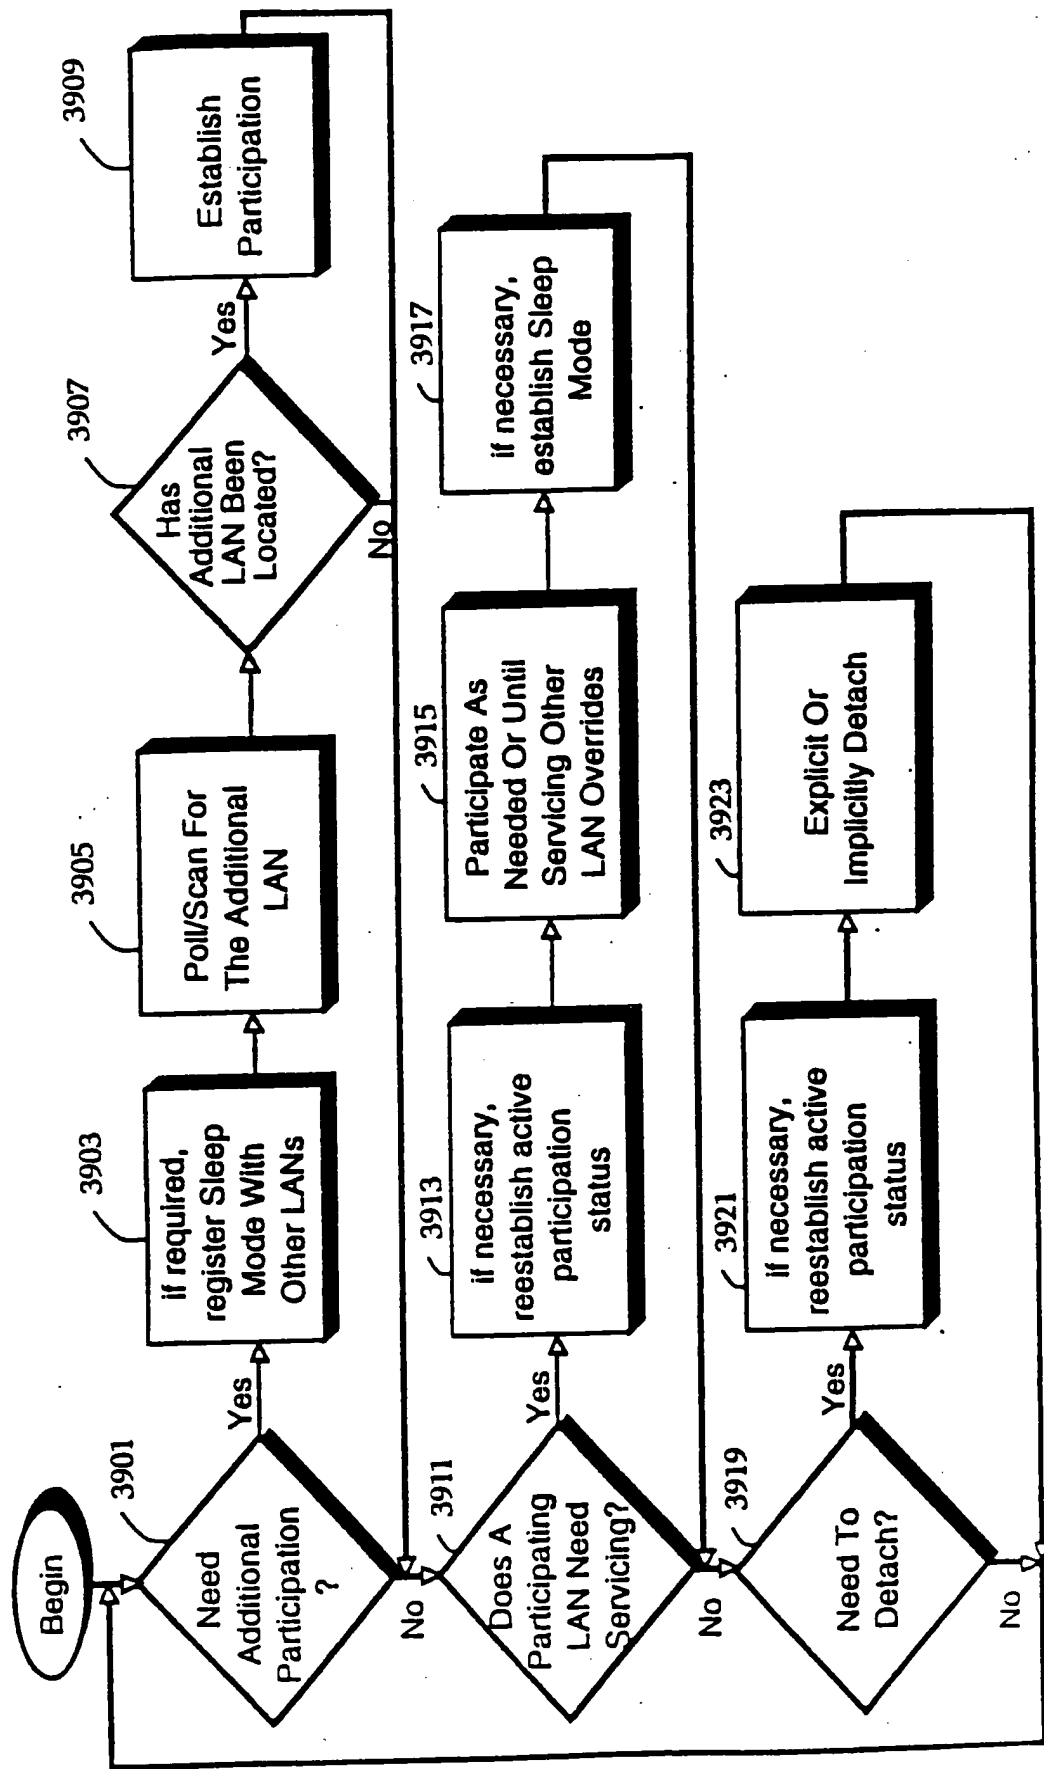 Begin
3901
Need
Additional
Participation
?
Yes
No
3903
if required,
register Sleep
Mode With
Other LANs
3905
Poll/Scan For
The Additional
LAN
3907
Has
Additional
LAN Been
Located?
Yes
No
3909
Establish
Participation
3911
Does A
Participating
LAN Need
Servicing?
Yes
No
3913
if necessary,
reestablish active
participation
status
3915
Participate As
Needed Or Until
Servicing Other
LAN Overrides
3917
if necessary,
establish Sleep
Mode
3919
Need To
Detach?
Yes
No
3921
if necessary,
reestablish active
participation
status
3923
Explicit Or
Implicitly Detach